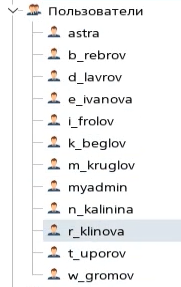 Пользователи
astra
b_rebrov
d_lavrov
e_ivanova
i_frolov
k_beglov
m_kruglov
myadmin
n_kalinina
r_klinova
t_uporov
w_gromov